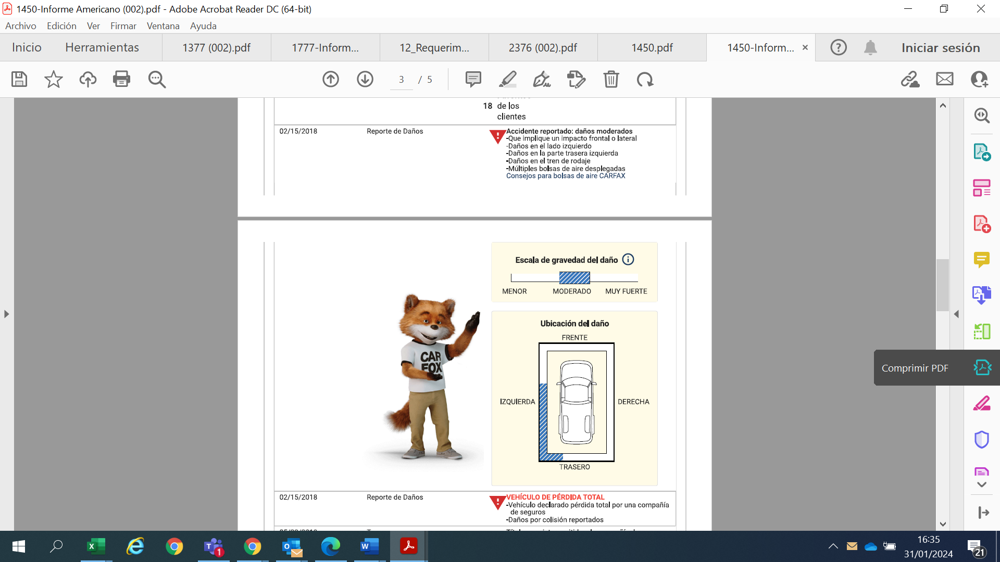 1450-Informe Americano (002).pdf - Adobe Acrobat Reader DC (64-bit)
Archivo Edición Ver Firmar Ventana Ayuda
Inicio Herramientas 1377 (002).pdf 1777-Inform... 12_Requerim... 2376 (002).pdf 1450.pdf 1450-Inform... Iniciar sesión
3 / 5
18 de los
clientes
02/15/2018 Reporte de Daños Accidente reportado: daños moderados
-Que implique un impacto frontal o lateral
-Daños en el lado izquierdo
-Daños en la parte trasera izquierda
-Daños en el tren de rodaje
-Múltiples bolsas de aire desplegadas
Consejos para bolsas de aire CARFAX
Escala de gravedad del daño
MENOR MODERADO MUY FUERTE
CAR
FOX
Ubicación del daño
FRENTE
IZQUIERDA DERECHA
TRASERO
Comprimir PDF
02/15/2018 Reporte de Daños VEHÍCULO DE PÉRDIDA TOTAL
-Vehículo declarado pérdida total por una compañía
de seguros
-Daños por colisión reportados
16:35
31/01/2024
21
1